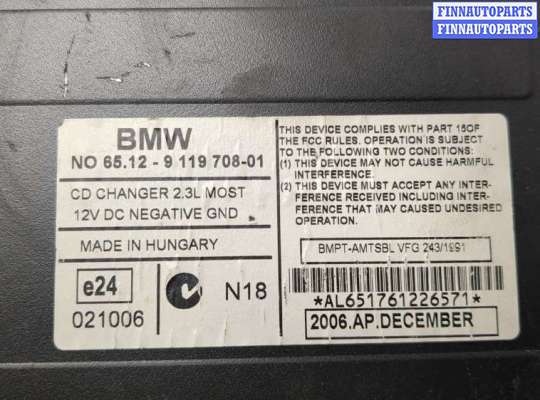 FINNAUTOPARTS
FINNAUTOPARTS
BMW
NO 65.12 - 9 119 708-01
CD CHANGER 2.3L MOST
12V DC NEGATIVE GND
MADE IN HUNGARY
e24
021006
N18
THIS DEVICE COMPLIES WITH PART 15OF
THE FCC RULES. OPERATION IS SUBJECT
TO THE FOLLOWING TWO CONDITIONS:
(1) THIS DEVICE MAY NOT CAUSE HARMFUL
INTERFERENCE.
(2) THIS DEVICE MUST ACCEPT ANY INTER-
FERENCE RECEIVED INCLUDING INTER-
FERENCE THAT MAY CAUSED UNDESIRED
OPERATION.
BMPT-AMTSBL VFG 243/1991
*AL651761226571*
2006.AP.DECEMBER